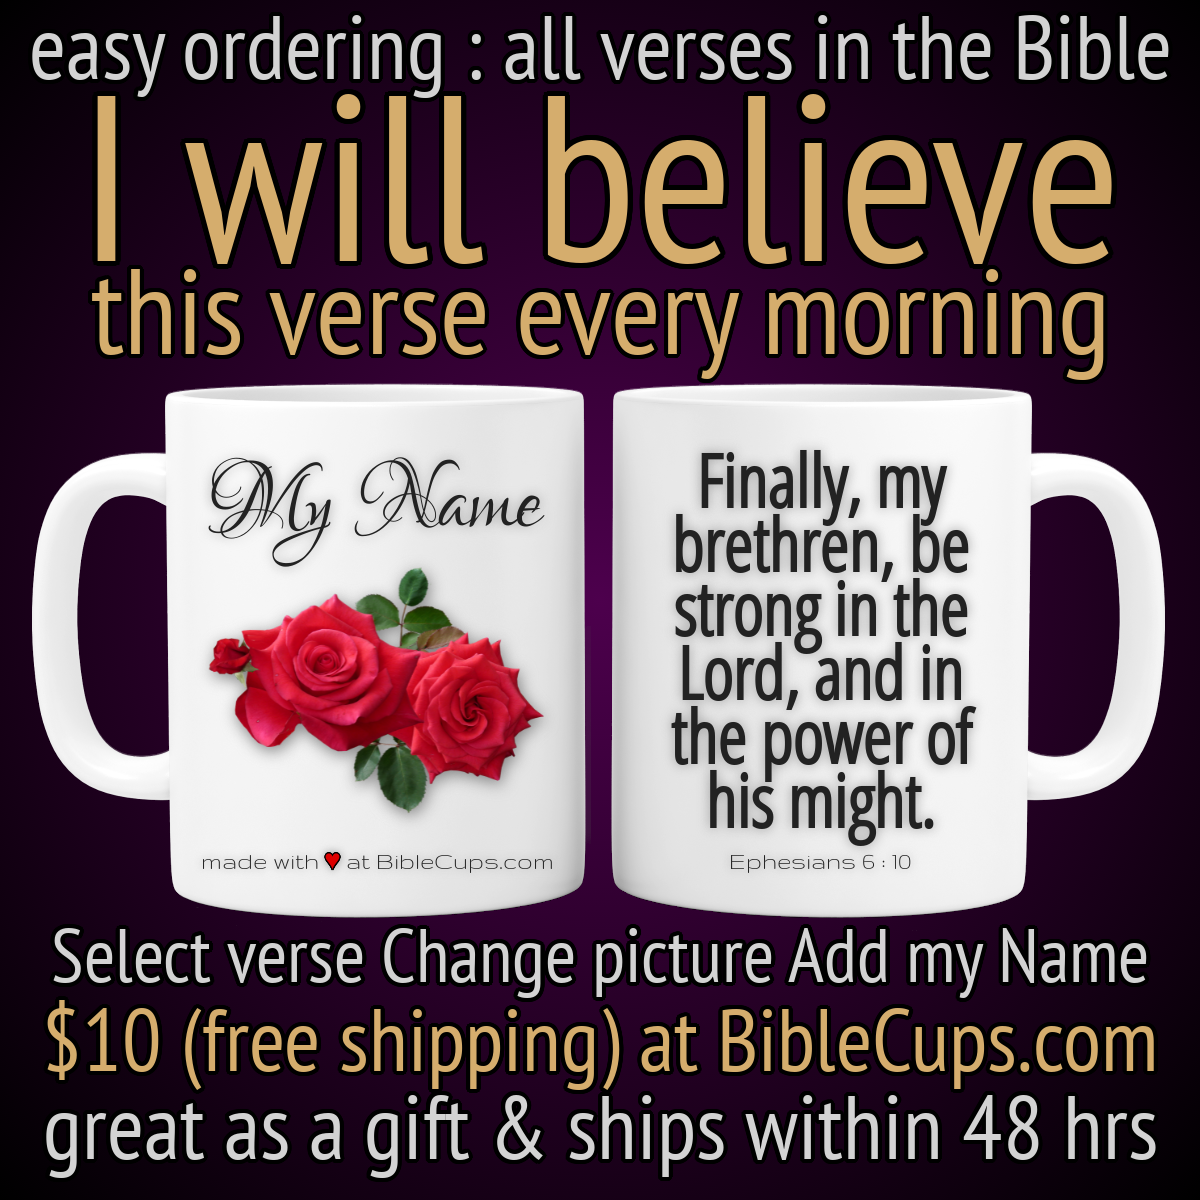 easy ordering : all verses in the Bible
I will believe
this verse every morning
My Name
made with ♥ at BibleCups.com
Finally, my
brethren, be
strong in the
Lord, and in
the power of
his might.
Ephesians 6 : 10
Select verse Change picture Add my Name
$10 (free shipping) at BibleCups.com
great as a gift & ships within 48 hrs